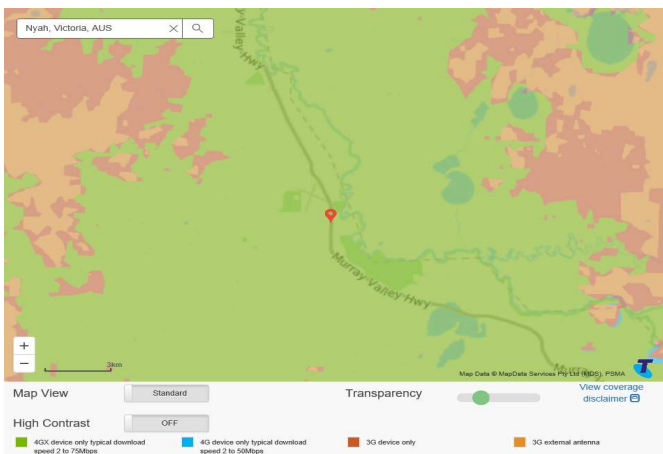 Nyah, Victoria, AUS
Murray Valley Hwy
Murray Valley Hwy
Murray
+
−
3km
Map Data © MapData Services Pty Ltd (MDS), PSMA
T
Map View
Standard
Transparency
View coverage
disclaimer
High Contrast
OFF
4GX device only typical download
speed 2 to 75Mbps
4G device only typical download
speed 2 to 50Mbps
3G device only
3G external antenna